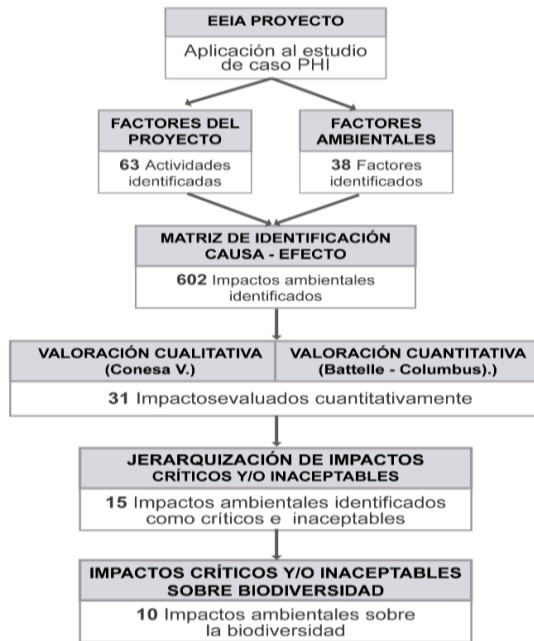 EEIA PROYECTO
Aplicación al estudio
de caso PHI
FACTORES DEL
PROYECTO
63 Actividades
identificadas
FACTORES
AMBIENTALES
38 Factores
identificados
MATRIZ DE IDENTIFICACIÓN
CAUSA - EFECTO
602 Impactos ambientales
identificados
VALORACIÓN CUALITATIVA
(Conesa V.)
VALORACIÓN CUANTITATIVA
(Battelle - Columbus).)
31 Impactosevaluados cuantitativamente
JERARQUIZACIÓN DE IMPACTOS
CRÍTICOS Y/O INACEPTABLES
15 Impactos ambientales identificados
como críticos e inaceptables
IMPACTOS CRÍTICOS Y/O INACEPTABLES
SOBRE BIODIVERSIDAD
10 Impactos ambientales sobre
la biodiversidad